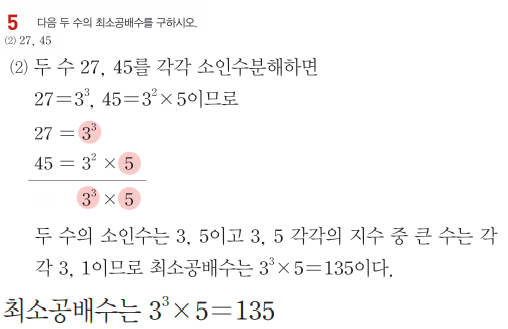 5 다음 두 수의 최소공배수를 구하시오.
(2) 27, 45
(2) 두 수 27, 45를 각각 소인수분해하면
27=3³, 45=3²×5이므로
27 = 3³
45 = 3² × 5
3³ × 5
두 수의 소인수는 3, 5이고 3, 5 각각의 지수 중 큰 수는 각
각 3, 1이므로 최소공배수는 3³×5=135이다.
최소공배수는 3³×5=135